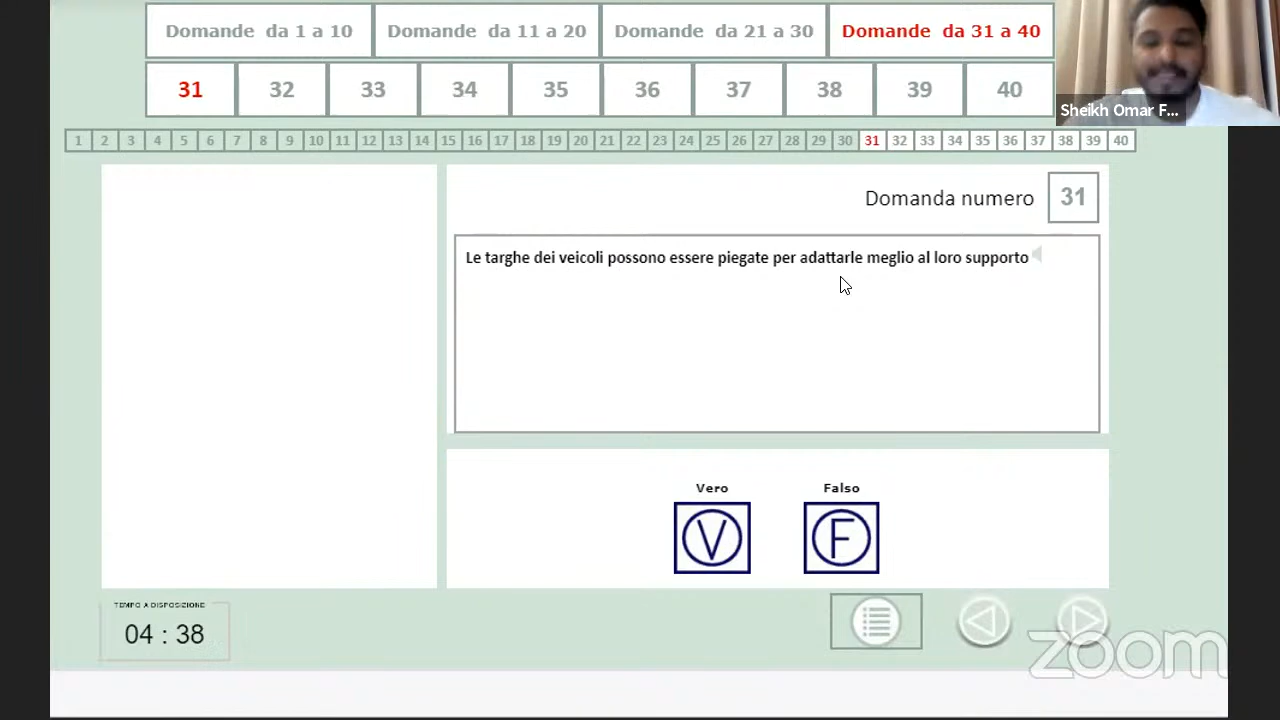 Domande da 1 a 10 Domande da 11 a 20 Domande da 21 a 30 Domande da 31 a 40
31 32 33 34 35 36 37 38 39 40
Sheikh Omar F...
1 2 3 4 5 6 7 8 9 10 11 12 13 14 15 16 17 18 19 20 21 22 23 24 25 26 27 28 29 30 31 32 33 34 35 36 37 38 39 40
Domanda numero 31
Le targhe dei veicoli possono essere piegate per adattarle meglio al loro supporto
Vero Falso
V F
TEMPO A DISPOSIZIONE
04 : 38
zoom